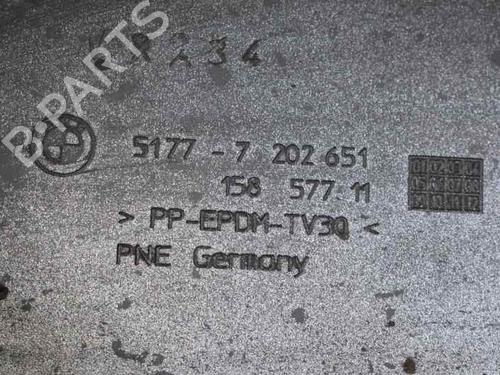 B-PARTS
234
5177 - 7 202 651
158 577.11
> PP-EPDM-TV30 <
PNE Germany